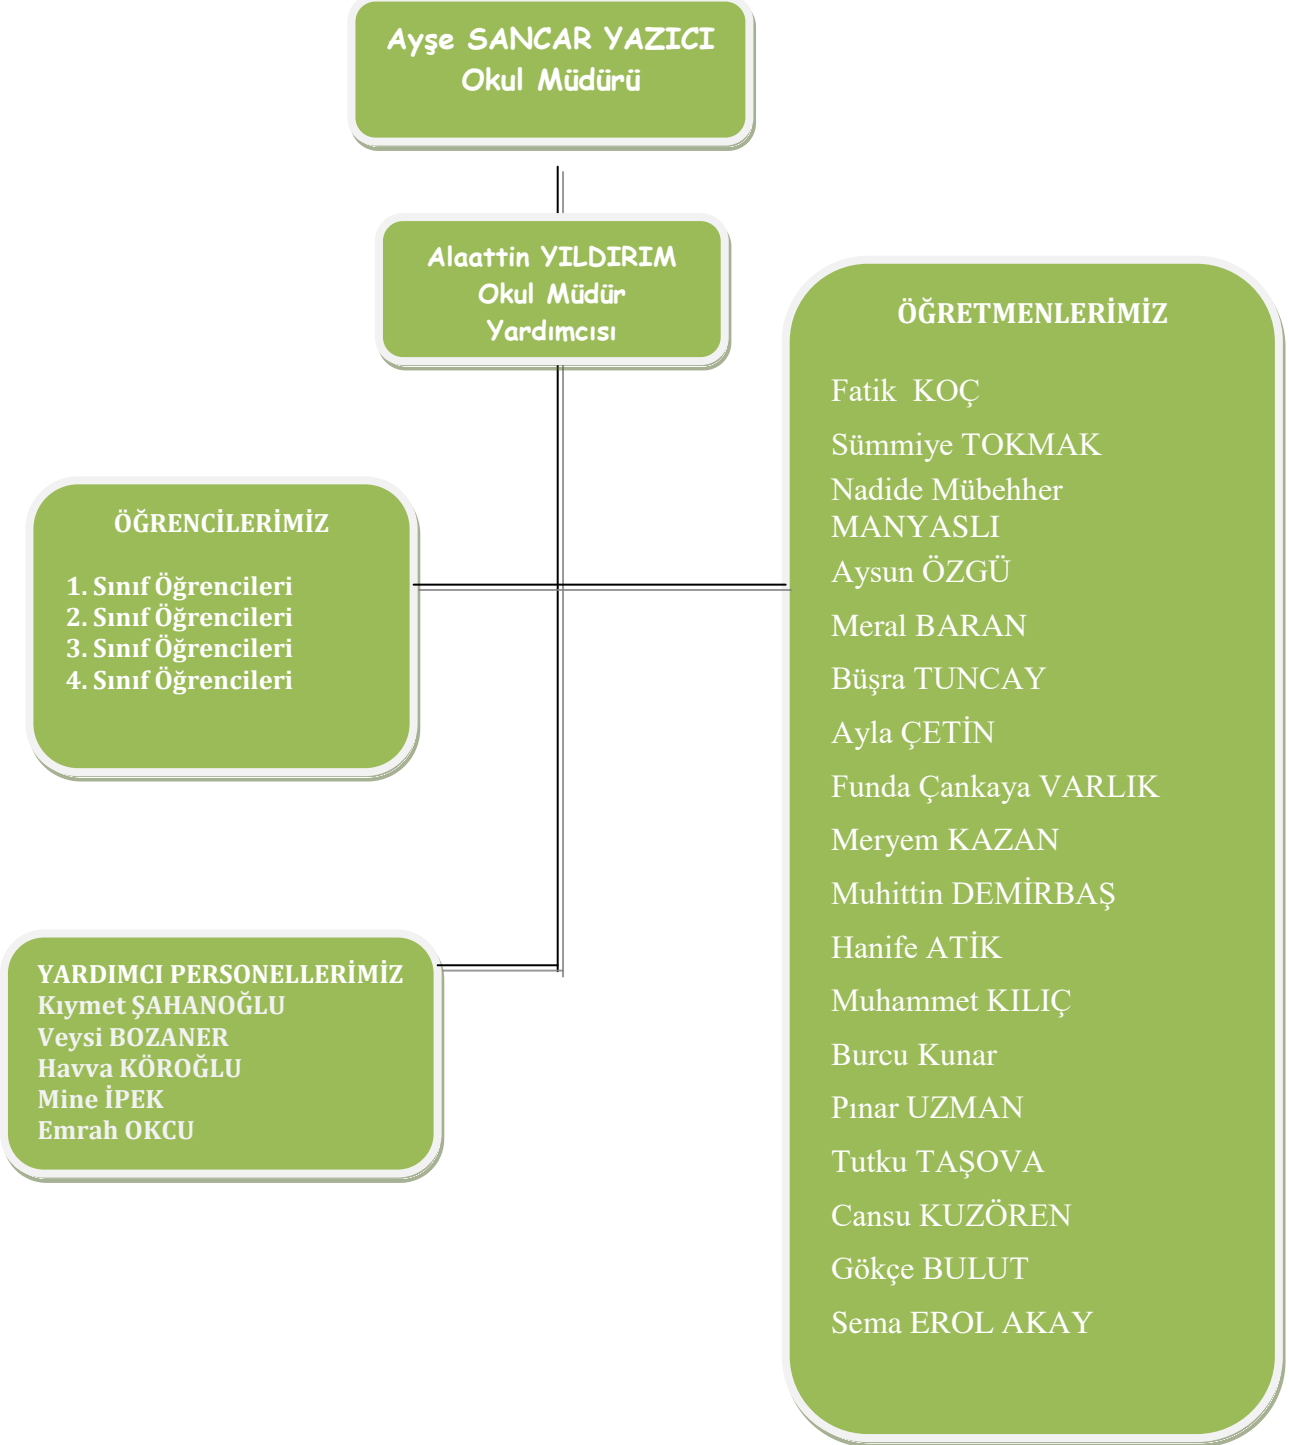 Ayşe SANCAR YAZICI
Okul Müdürü
Alaattin YILDIRIM
Okul Müdür
Yardımcısı
ÖĞRENCİLERİMİZ
1. Sınıf Öğrencileri
2. Sınıf Öğrencileri
3. Sınıf Öğrencileri
4. Sınıf Öğrencileri
YARDIMCI PERSONELLERİMİZ
Kıymet ŞAHANOĞLU
Veysi BOZANER
Havva KÖROĞLU
Mine İPEK
Emrah OKCU
ÖĞRETMENLERİMİZ
Fatik  KOÇ
Sümmiye TOKMAK
Nadide Mübehher
MANYASLI
Aysun ÖZGÜ
Meral BARAN
Büşra TUNCAY
Ayla ÇETİN
Funda Çankaya VARLIK
Meryem KAZAN
Muhittin DEMİRBAŞ
Hanife ATİK
Muhammet KILIÇ
Burcu Kunar
Pınar UZMAN
Tutku TAŞOVA
Cansu KUZÖREN
Gökçe BULUT
Sema EROL AKAY